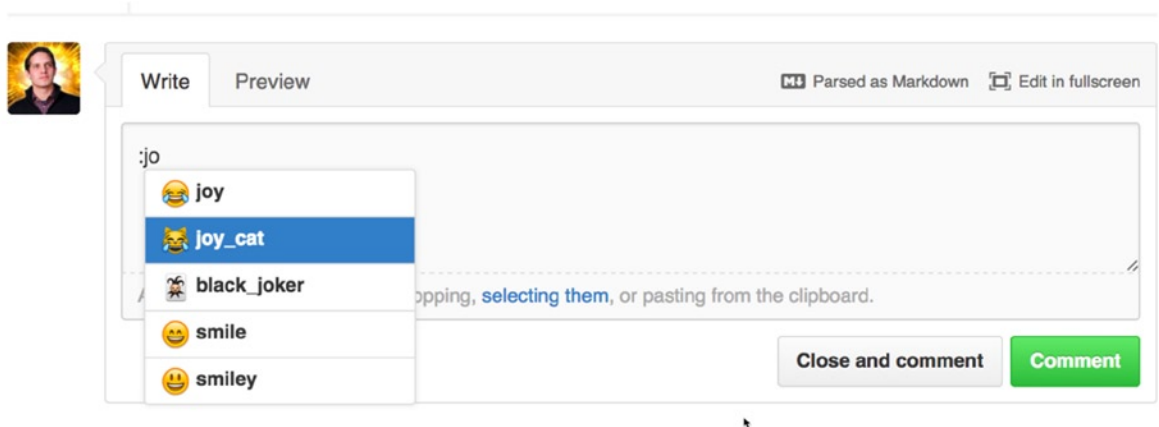 Write Preview Parsed as Markdown Edit in fullscreen
:jo
joy
joy_cat
black_joker
opping, selecting them, or pasting from the clipboard.
smile
smiley
Close and comment Comment